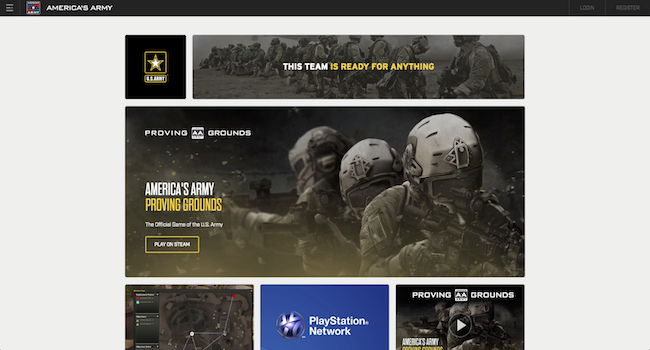 AMERICA'S ARMY
LOGIN
REGISTER
U.S.ARMY
THIS TEAM IS READY FOR ANYTHING
PROVING AA GROUNDS
AMERICA'S ARMY
PROVING GROUNDS
The Official Game of the U.S. Army
PLAY ON STEAM
PlayStation®
Network
PROVING AA GROUNDS
AMERICA'S ARMY
PROVING GROUNDS